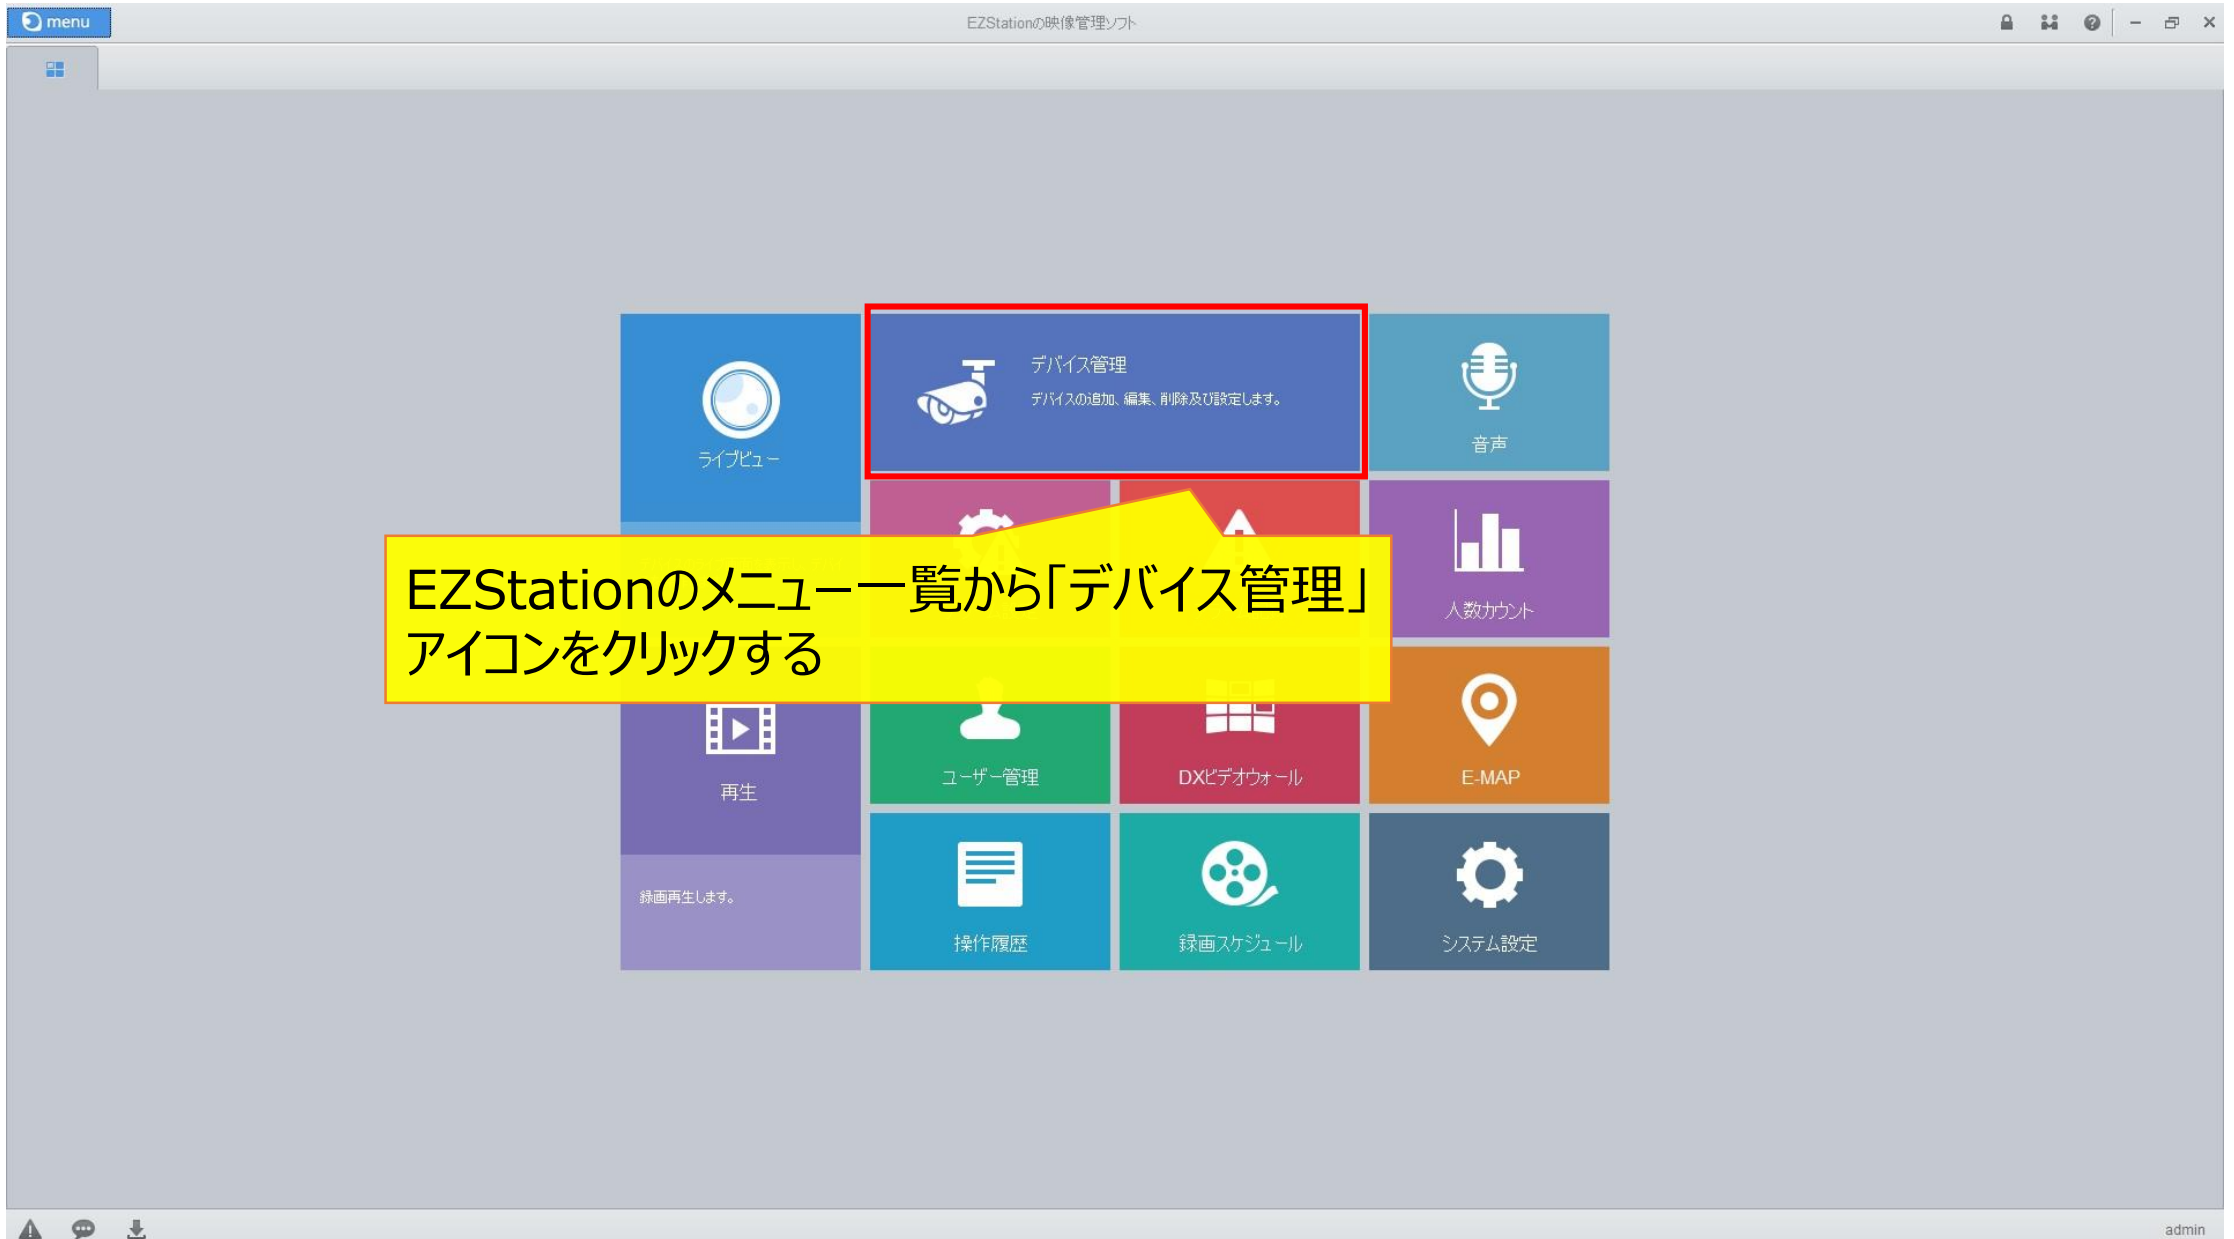 menu
EZStationの映像管理ソフト
ライブビュー
デバイス管理
デバイスの追加、編集、削除及び設定します。
音声
EZStationのメニュー一覧から「デバイス管理」
アイコンをクリックする
人数カウント
再生
録画再生します。
ユーザー管理
DXビデオウォール
E-MAP
操作履歴
録画スケジュール
システム設定
admin